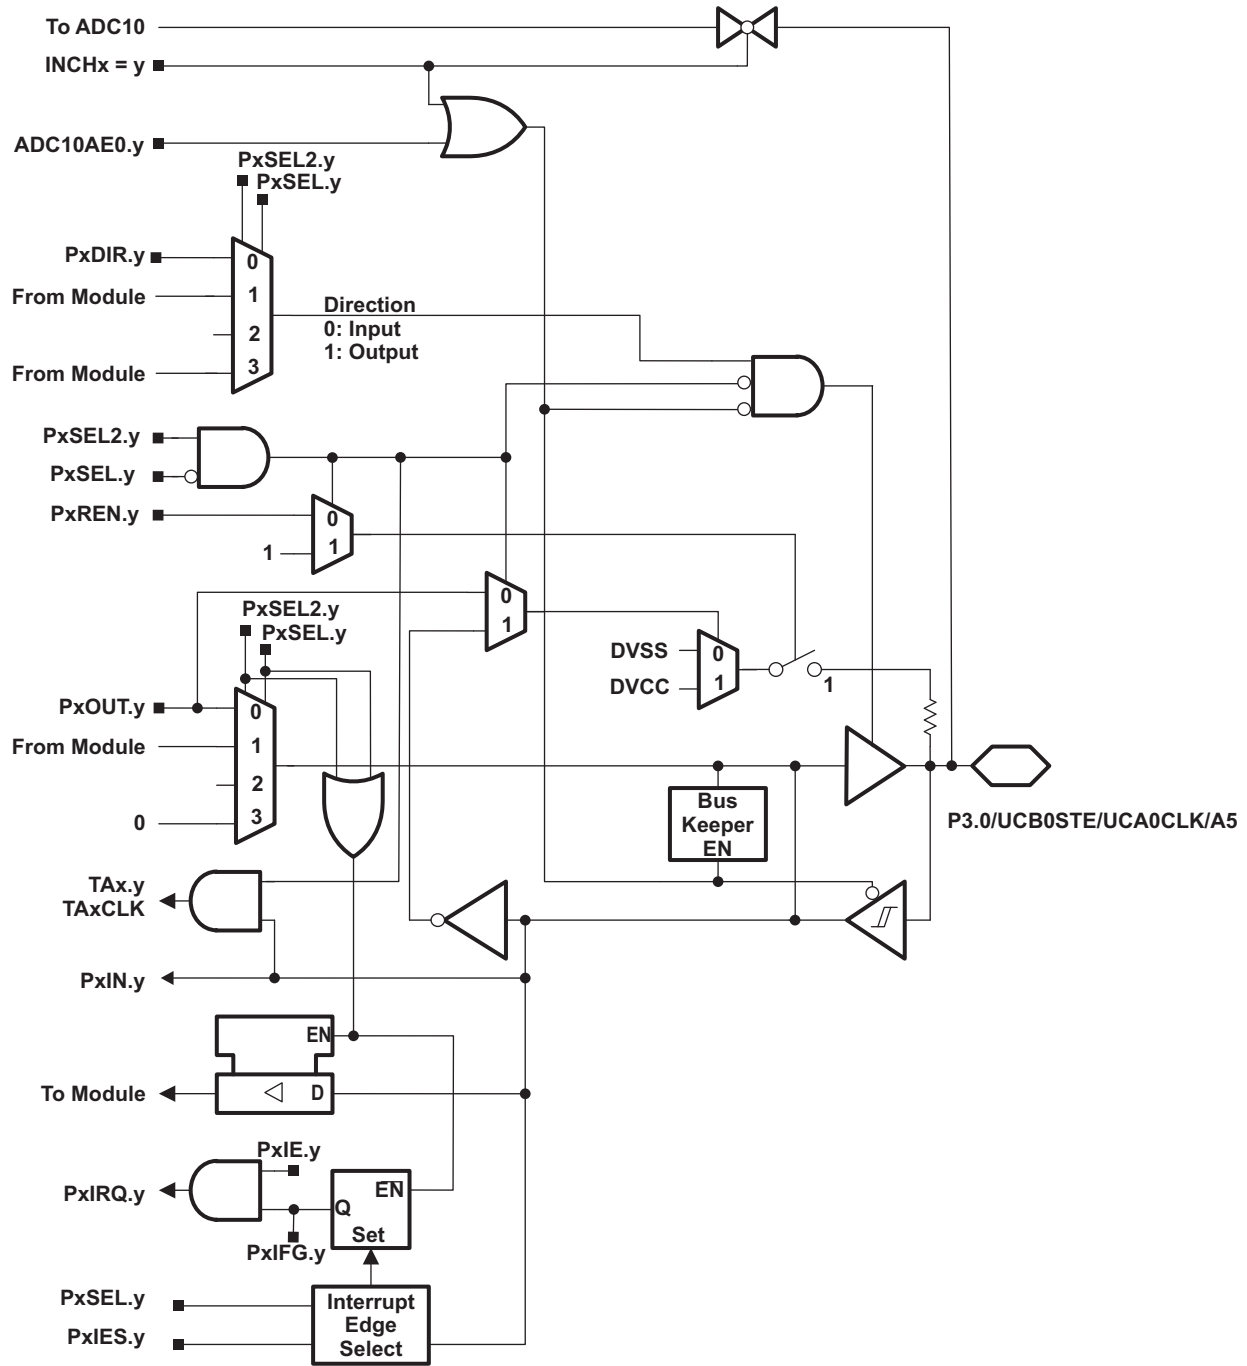 To ADC10
INCHx = y
ADC10AE0.y
PxSEL2.y
PxSEL.y
PxDIR.y
0
From Module
1
2
From Module
3
Direction
0: Input
1: Output
PxSEL2.y
PxSEL.y
PxREN.y
0
1
1
0
1
PxSEL2.y
PxSEL.y
DVSS
0
DVCC
1
1
PxOUT.y
0
From Module
1
2
0
3
Bus
Keeper
EN
P3.0/UCB0STE/UCA0CLK/A5
TAx.y
TAxCLK
PxIN.y
EN
To Module
D
PxIE.y
PxIRQ.y
EN
Q
Set
PxIFG.y
PxSEL.y
PxIES.y
Interrupt
Edge
Select